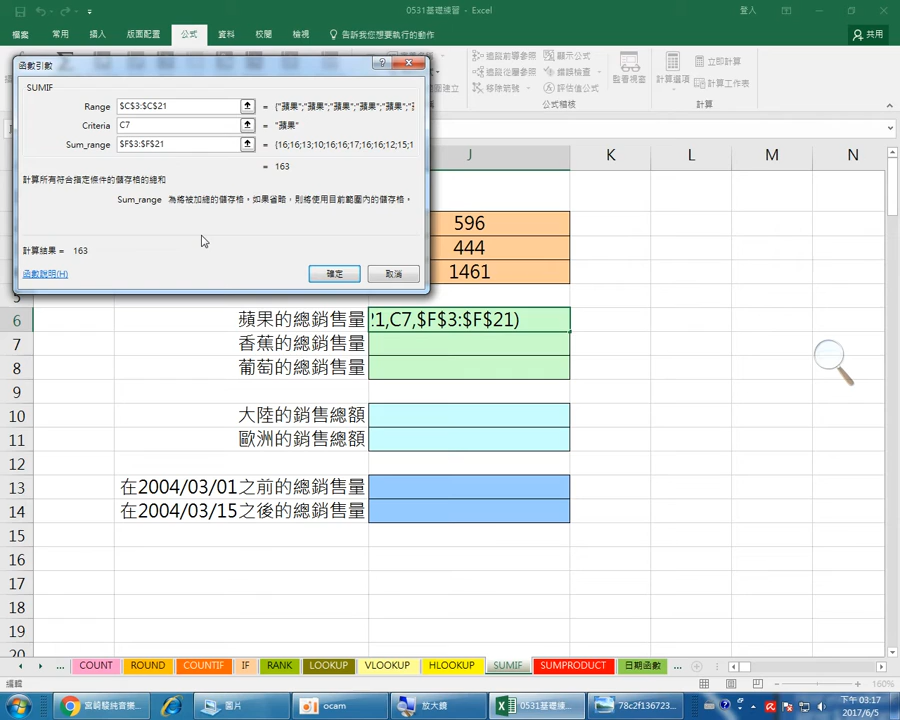 0531基礎練習 - Excel
登入
檔案 常用 插入 版面配置 公式 資料 校閱 檢視 告訴我您想要執行的動作 共用
追蹤前導參照 顯示公式
追蹤從屬參照 錯誤檢查
移除箭號 評估值公式
監看視窗 計算選項 立即計算
計算工作表
公式稽核 計算
函數引數
SUMIF
Range $C$3:$C$21 = {"蘋果";"蘋果";"蘋果";"蘋果";"蘋果";"
Criteria C7 = "蘋果"
Sum_range $F$3:$F$21 = {16;16;13;10;16;16;17;16;16;12;15;1
= 163
計算所有符合指定條件的儲存格的總和
Sum_range 為將被加總的儲存格。如果省略，則將使用目前範圍內的儲存格。
計算結果 = 163
函數說明(H) 確定 取消
J K L M N
596
444
1461
5
6 蘋果的總銷售量 21,C7,$F$3:$F$21)
7 香蕉的總銷售量
8 葡萄的總銷售量
9
10 大陸的銷售總額
11 歐洲的銷售總額
12
13 在2004/03/01之前的總銷售量
14 在2004/03/15之後的總銷售量
15
16
17
18
19
20
... COUNT ROUND COUNTIF IF RANK LOOKUP VLOOKUP HLOOKUP SUMIF SUMPRODUCT 日期函數 ...
編輯 160%
圖片 ocam 放大鏡 0531基礎練... 78c2f136723...
下午 03:17
2017/6/5